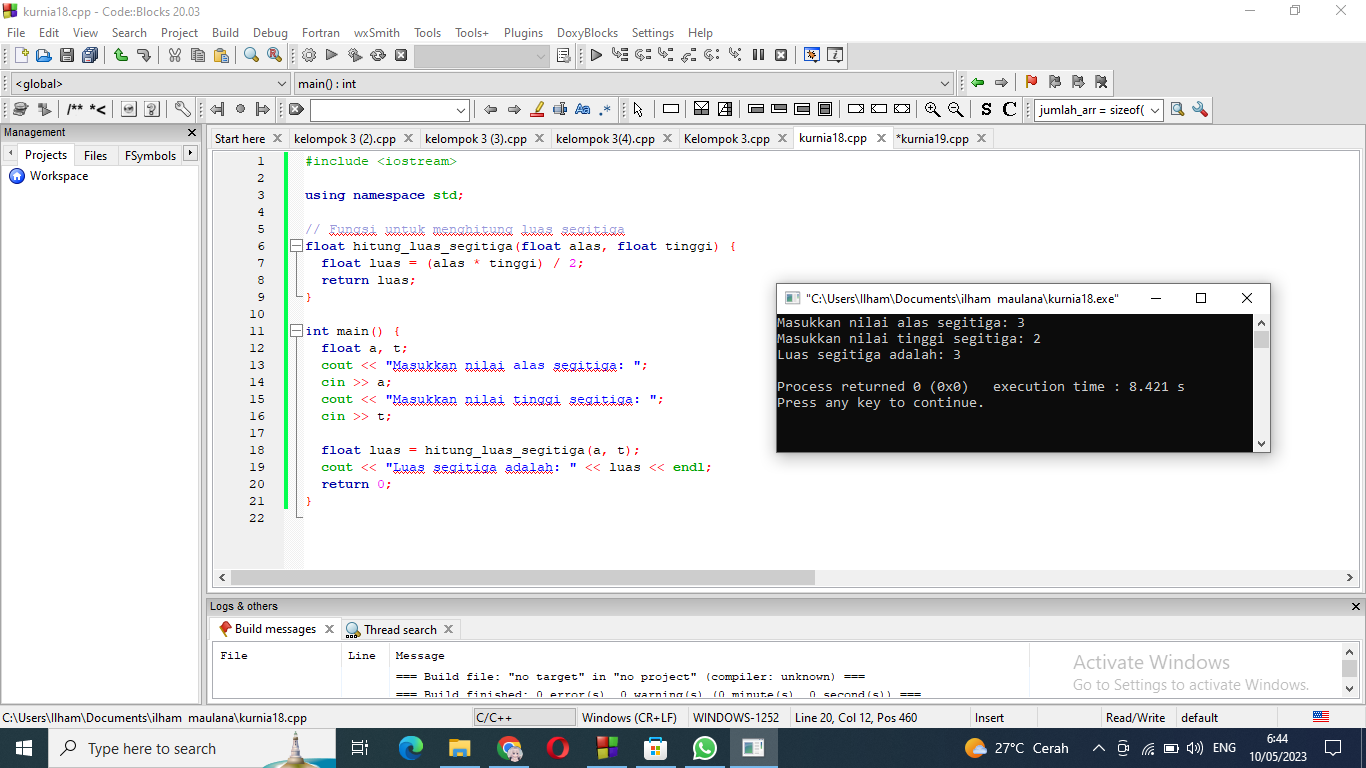 kurnia18.cpp - Code::Blocks 20.03
File Edit View Search Project Build Debug Fortran wxSmith Tools Tools+ Plugins DoxyBlocks Settings Help
<global> main() : int
/** *< Aa .* S C jumlah_arr = sizeof(
Management
Projects Files FSymbols
Workspace
Start here kelompok 3 (2).cpp kelompok 3 (3).cpp kelompok 3(4).cpp Kelompok 3.cpp kurnia18.cpp *kurnia19.cpp
1 #include <iostream>
2
3 using namespace std;
4
5 // Fungsi untuk menghitung luas segitiga
6 float hitung_luas_segitiga(float alas, float tinggi) {
7 float luas = (alas * tinggi) / 2;
8 return luas;
9 }
10
11 int main() {
12 float a, t;
13 cout << "Masukkan nilai alas segitiga: ";
14 cin >> a;
15 cout << "Masukkan nilai tinggi segitiga: ";
16 cin >> t;
17
18 float luas = hitung_luas_segitiga(a, t);
19 cout << "Luas segitiga adalah: " << luas << endl;
20 return 0;
21 }
22
"C:\Users\Ilham\Documents\ilham maulana\kurnia18.exe"
Masukkan nilai alas segitiga: 3
Masukkan nilai tinggi segitiga: 2
Luas segitiga adalah: 3
Process returned 0 (0x0) execution time : 8.421 s
Press any key to continue.
Logs & others
Build messages Thread search
File Line Message
=== Build file: "no target" in "no project" (compiler: unknown) ===
=== Build finished: 0 error(s), 0 warning(s) (0 minute(s), 0 second(s)) ===
Activate Windows
Go to Settings to activate Windows.
C:\Users\Ilham\Documents\ilham maulana\kurnia18.cpp C/C++ Windows (CR+LF) WINDOWS-1252 Line 20, Col 12, Pos 460 Insert Read/Write default
Type here to search 27°C Cerah ENG 6:44
10/05/2023